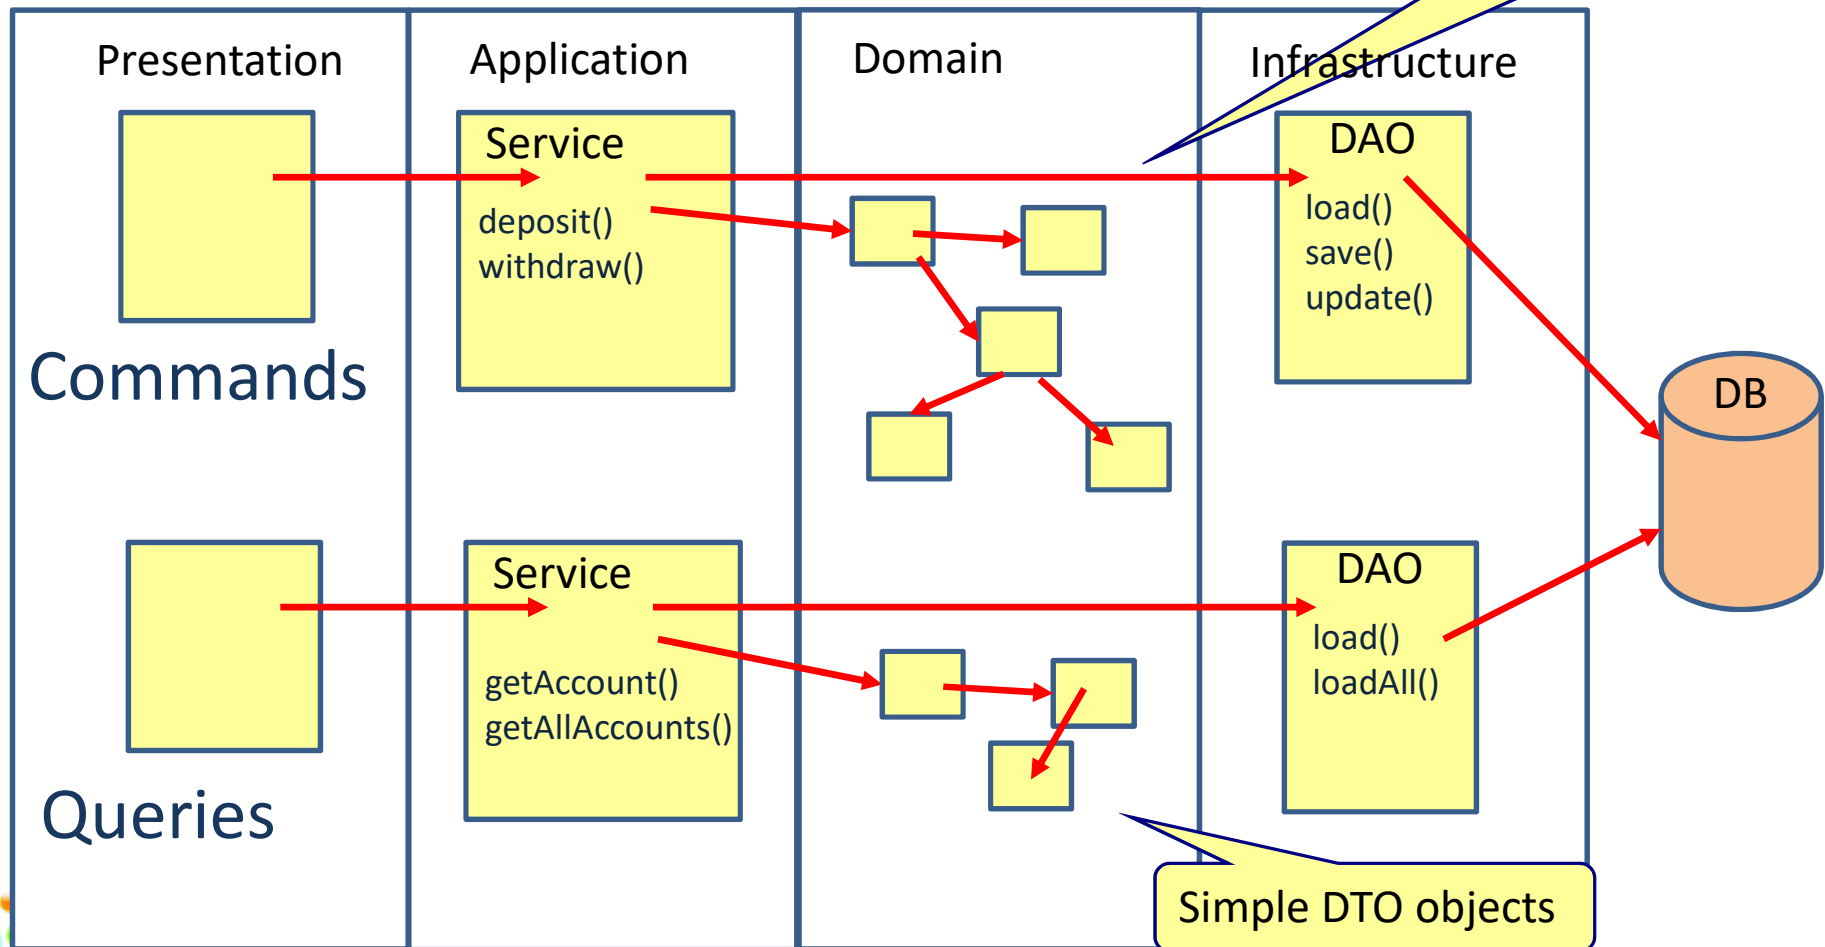 Presentation
Application
Domain
Infrastructure
Service
deposit()
withdraw()
DAO
load()
save()
update()
Commands
DB
Service
getAccount()
getAllAccounts()
DAO
load()
loadAll()
Queries
Simple DTO objects